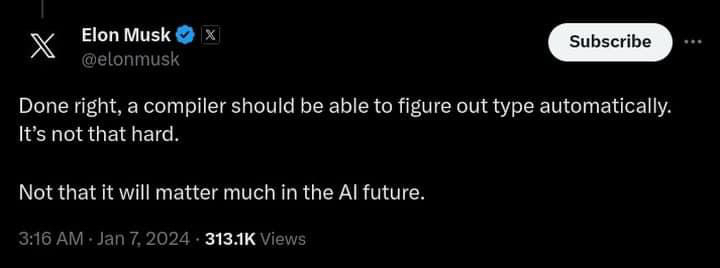 Elon Musk
@elonmusk
Subscribe
Done right, a compiler should be able to figure out type automatically.
It's not that hard.
Not that it will matter much in the AI future.
3:16 AM · Jan 7, 2024 · 313.1K Views